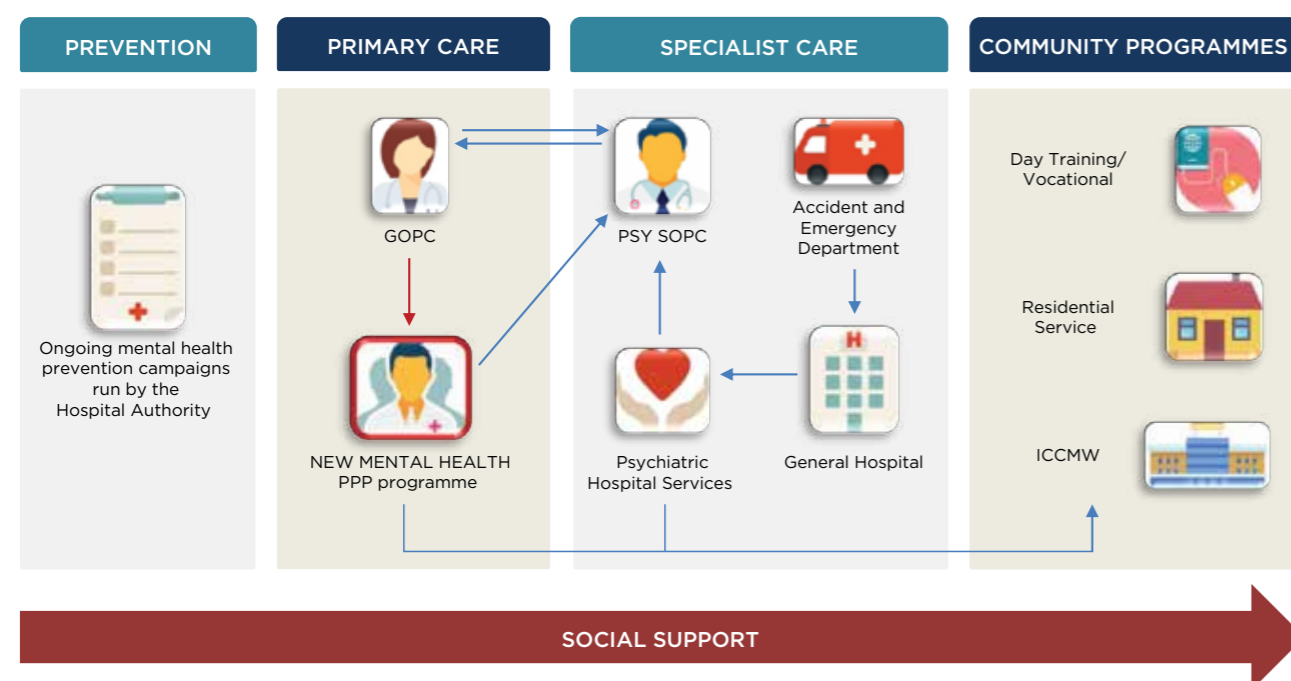 PREVENTION
PRIMARY CARE
SPECIALIST CARE
COMMUNITY PROGRAMMES
Ongoing mental health
prevention campaigns
run by the
Hospital Authority
GOPC
NEW MENTAL HEALTH
PPP programme
PSY SOPC
Accident and
Emergency
Department
H
Psychiatric
Hospital Services
General Hospital
Day Training/
Vocational
Residential
Service
ICCMW
SOCIAL SUPPORT